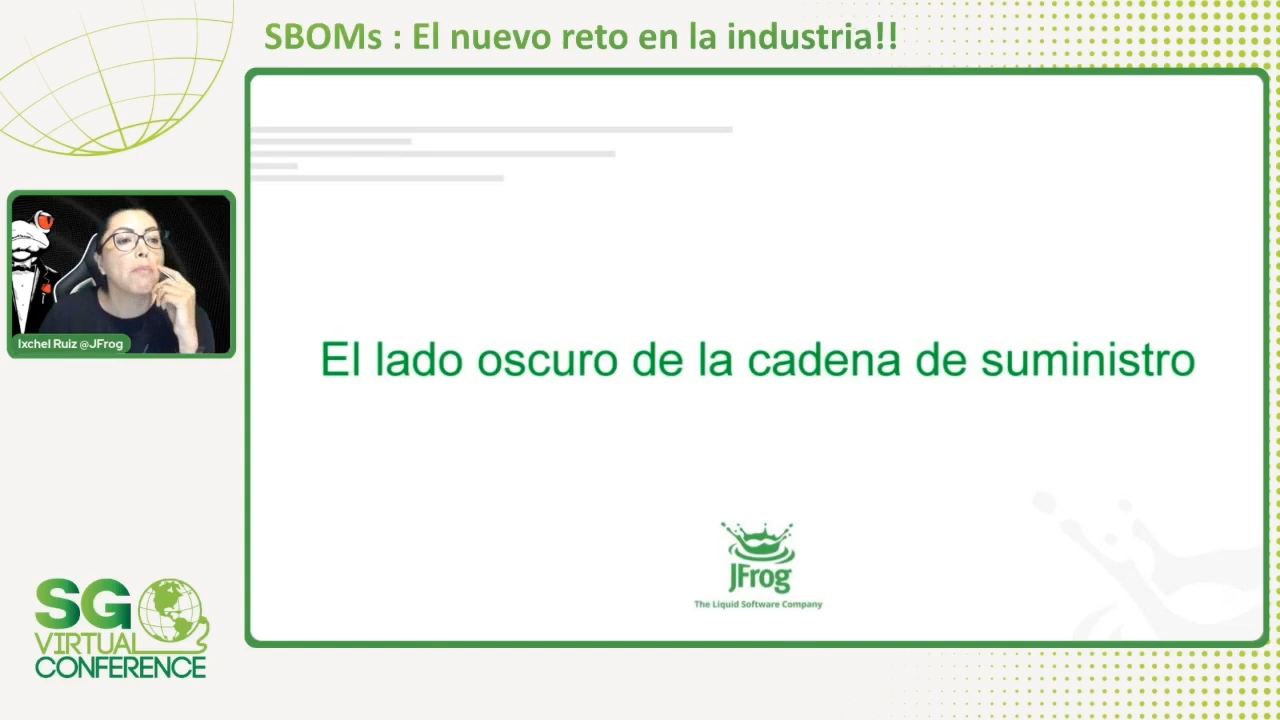 SBOMs : El nuevo reto en la industria!!
Ixchel Ruiz @JFrog
El lado oscuro de la cadena de suministro
JFrog
The Liquid Software Company
SG
VIRTUAL
CONFERENCE